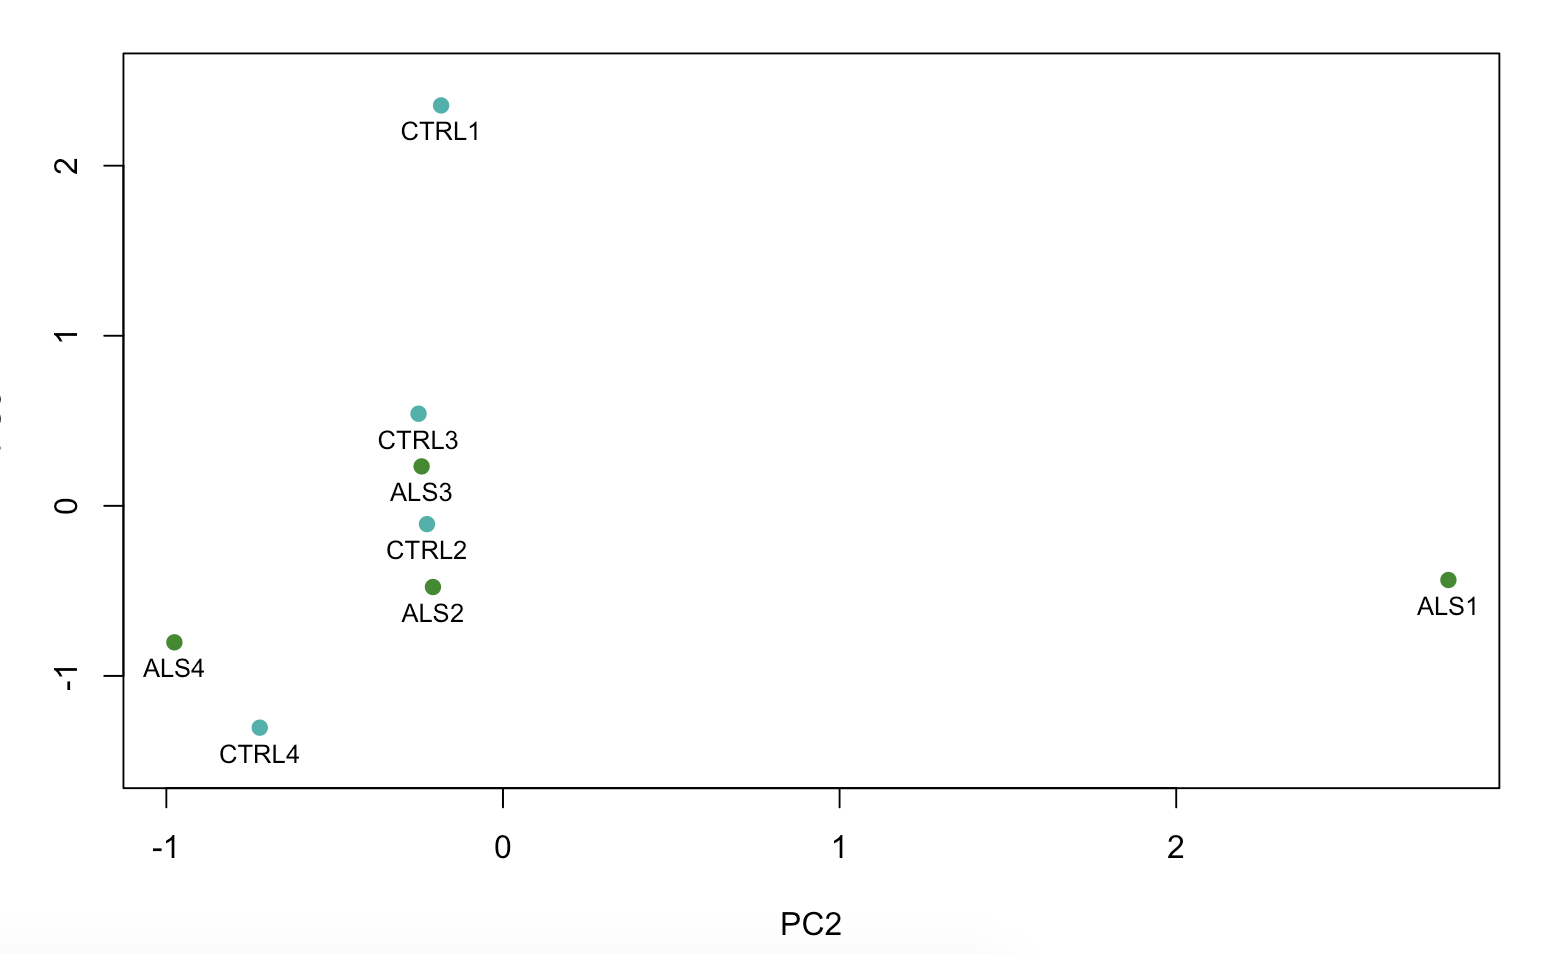 CTRL1
2
1
CTRL3
ALS3
0
CTRL2
ALS2
ALS1
ALS4
-1
CTRL4
-1 0 1 2
PC2